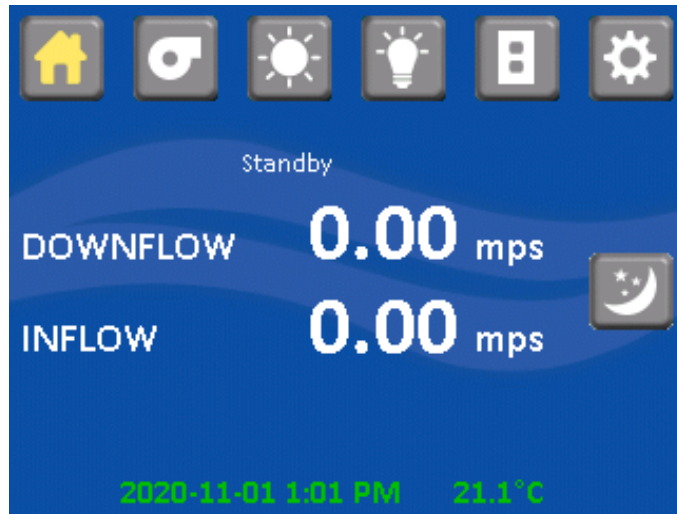 Standby
DOWNFLOW 0.00 mps
INFLOW 0.00 mps
2020-11-01 1:01 PM 21.1°C